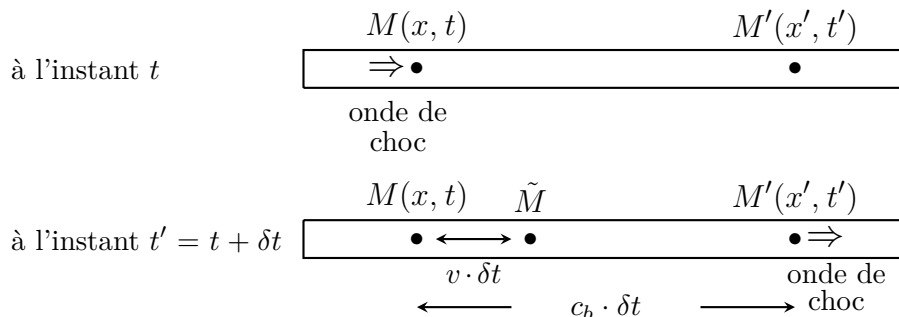 M(x, t) M′(x′, t′)
à l'instant t ⇒
onde de
choc
M(x, t) M̃ M′(x′, t′)
à l'instant t′ = t + δt ⇒
v · δt onde de
choc
c_b · δt